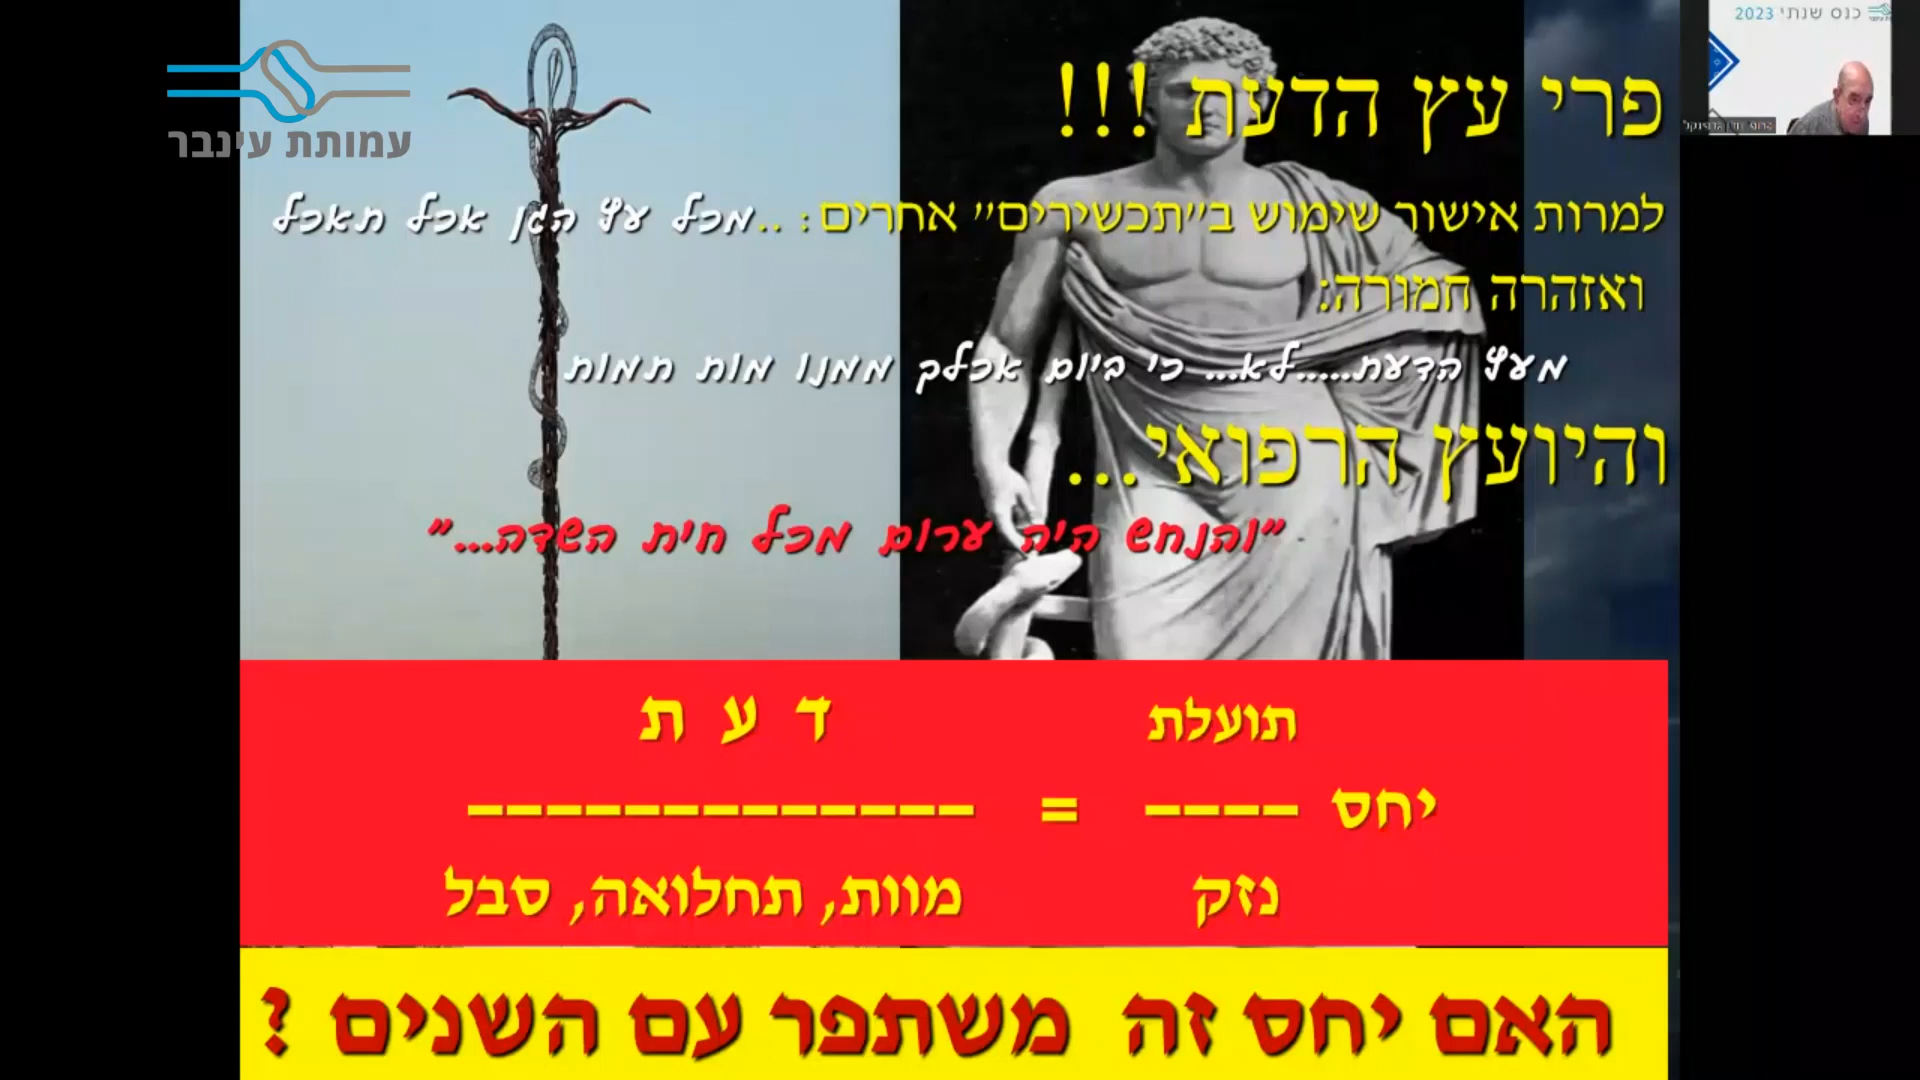 עמותת עינבר
כנס שנתי 2023
פרי עץ הדעת !!!
למרות אישור שימוש ב"תכשירים" אחרים: ..מכל עץ הגן אכל תאכל
ואזהרה חמורה:
מעץ הדעת.....לא... כי ביום אכלך ממנו מות תמות
והיועץ הרפואי...
"והנחש היה ערום מכל חית השדה..."
תועלת ד ע ת
יחס ---- = -------------
נזק מוות, תחלואה, סבל
האם יחס זה משתפר עם השנים ?